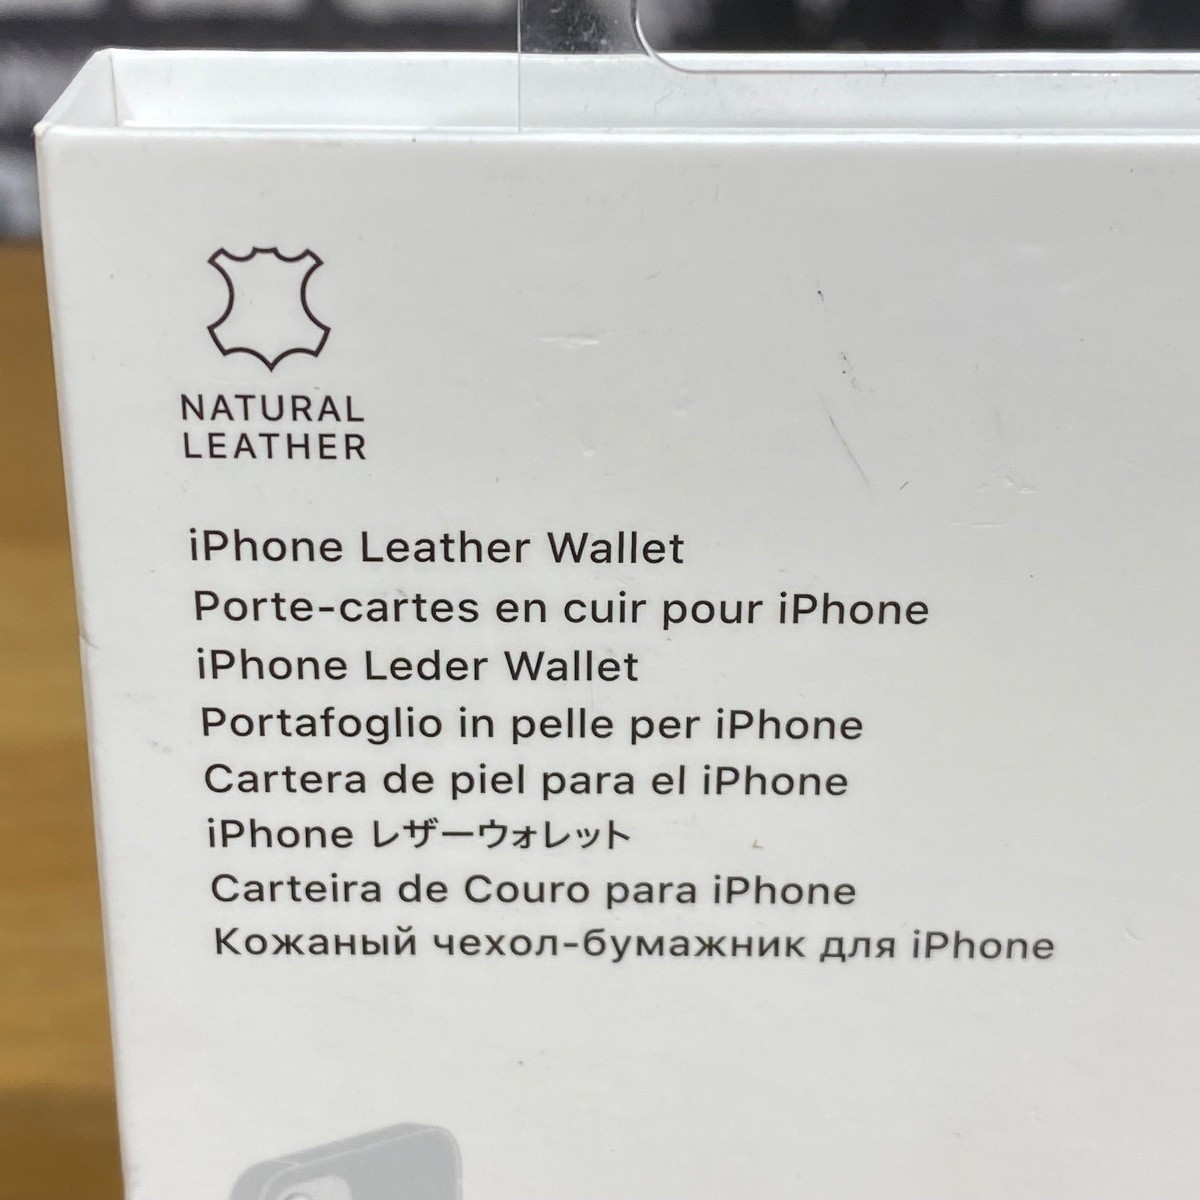 NATURAL
LEATHER
iPhone Leather Wallet
Porte-cartes en cuir pour iPhone
iPhone Leder Wallet
Portafoglio in pelle per iPhone
Cartera de piel para el iPhone
iPhone レザーウォレット
Carteira de Couro para iPhone
Кожаный чехол-бумажник для iPhone